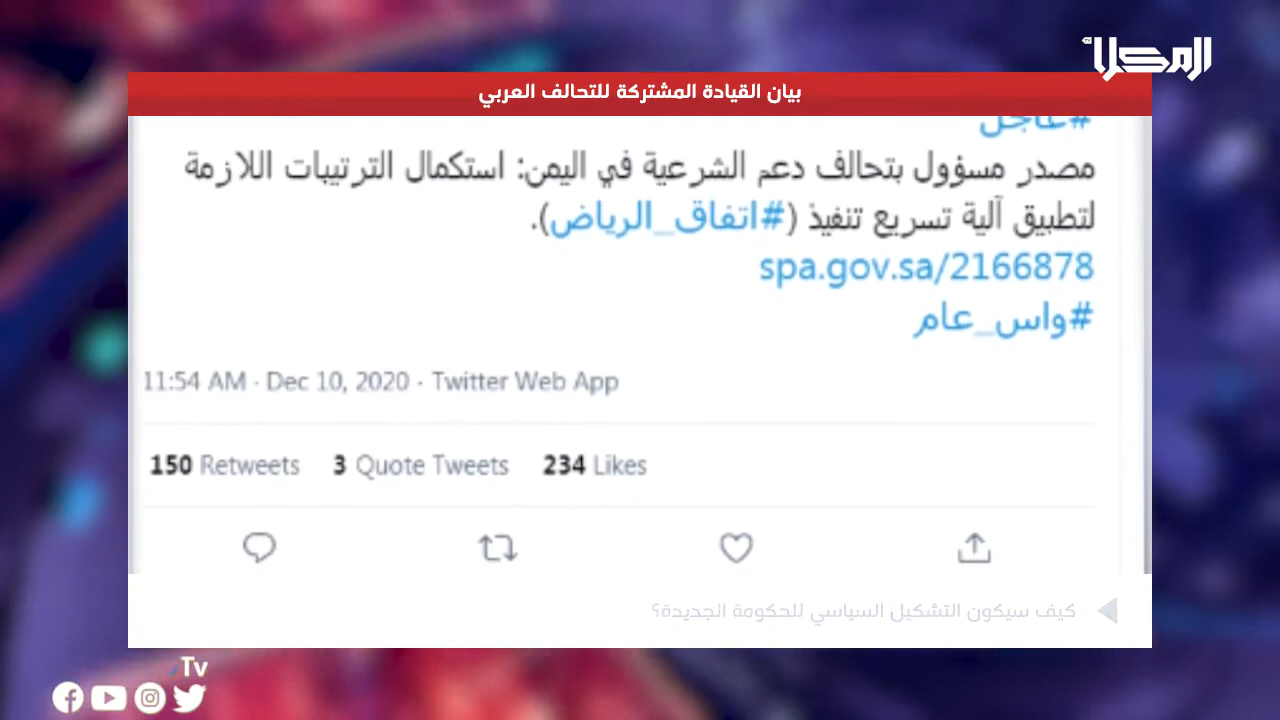 المكلا
بيان القيادة المشتركة للتحالف العربي
#عاجل
مصدر مسؤول بتحالف دعم الشرعية في اليمن: استكمال الترتيبات اللازمة
لتطبيق آلية تسريع تنفيذ (#اتفاق_الرياض).
spa.gov.sa/2166878
#واس_عام
11:54 AM · Dec 10, 2020 · Twitter Web App
150 Retweets 3 Quote Tweets 234 Likes
كيف سيكون التشكيل السياسي للحكومة الجديدة؟
Tv